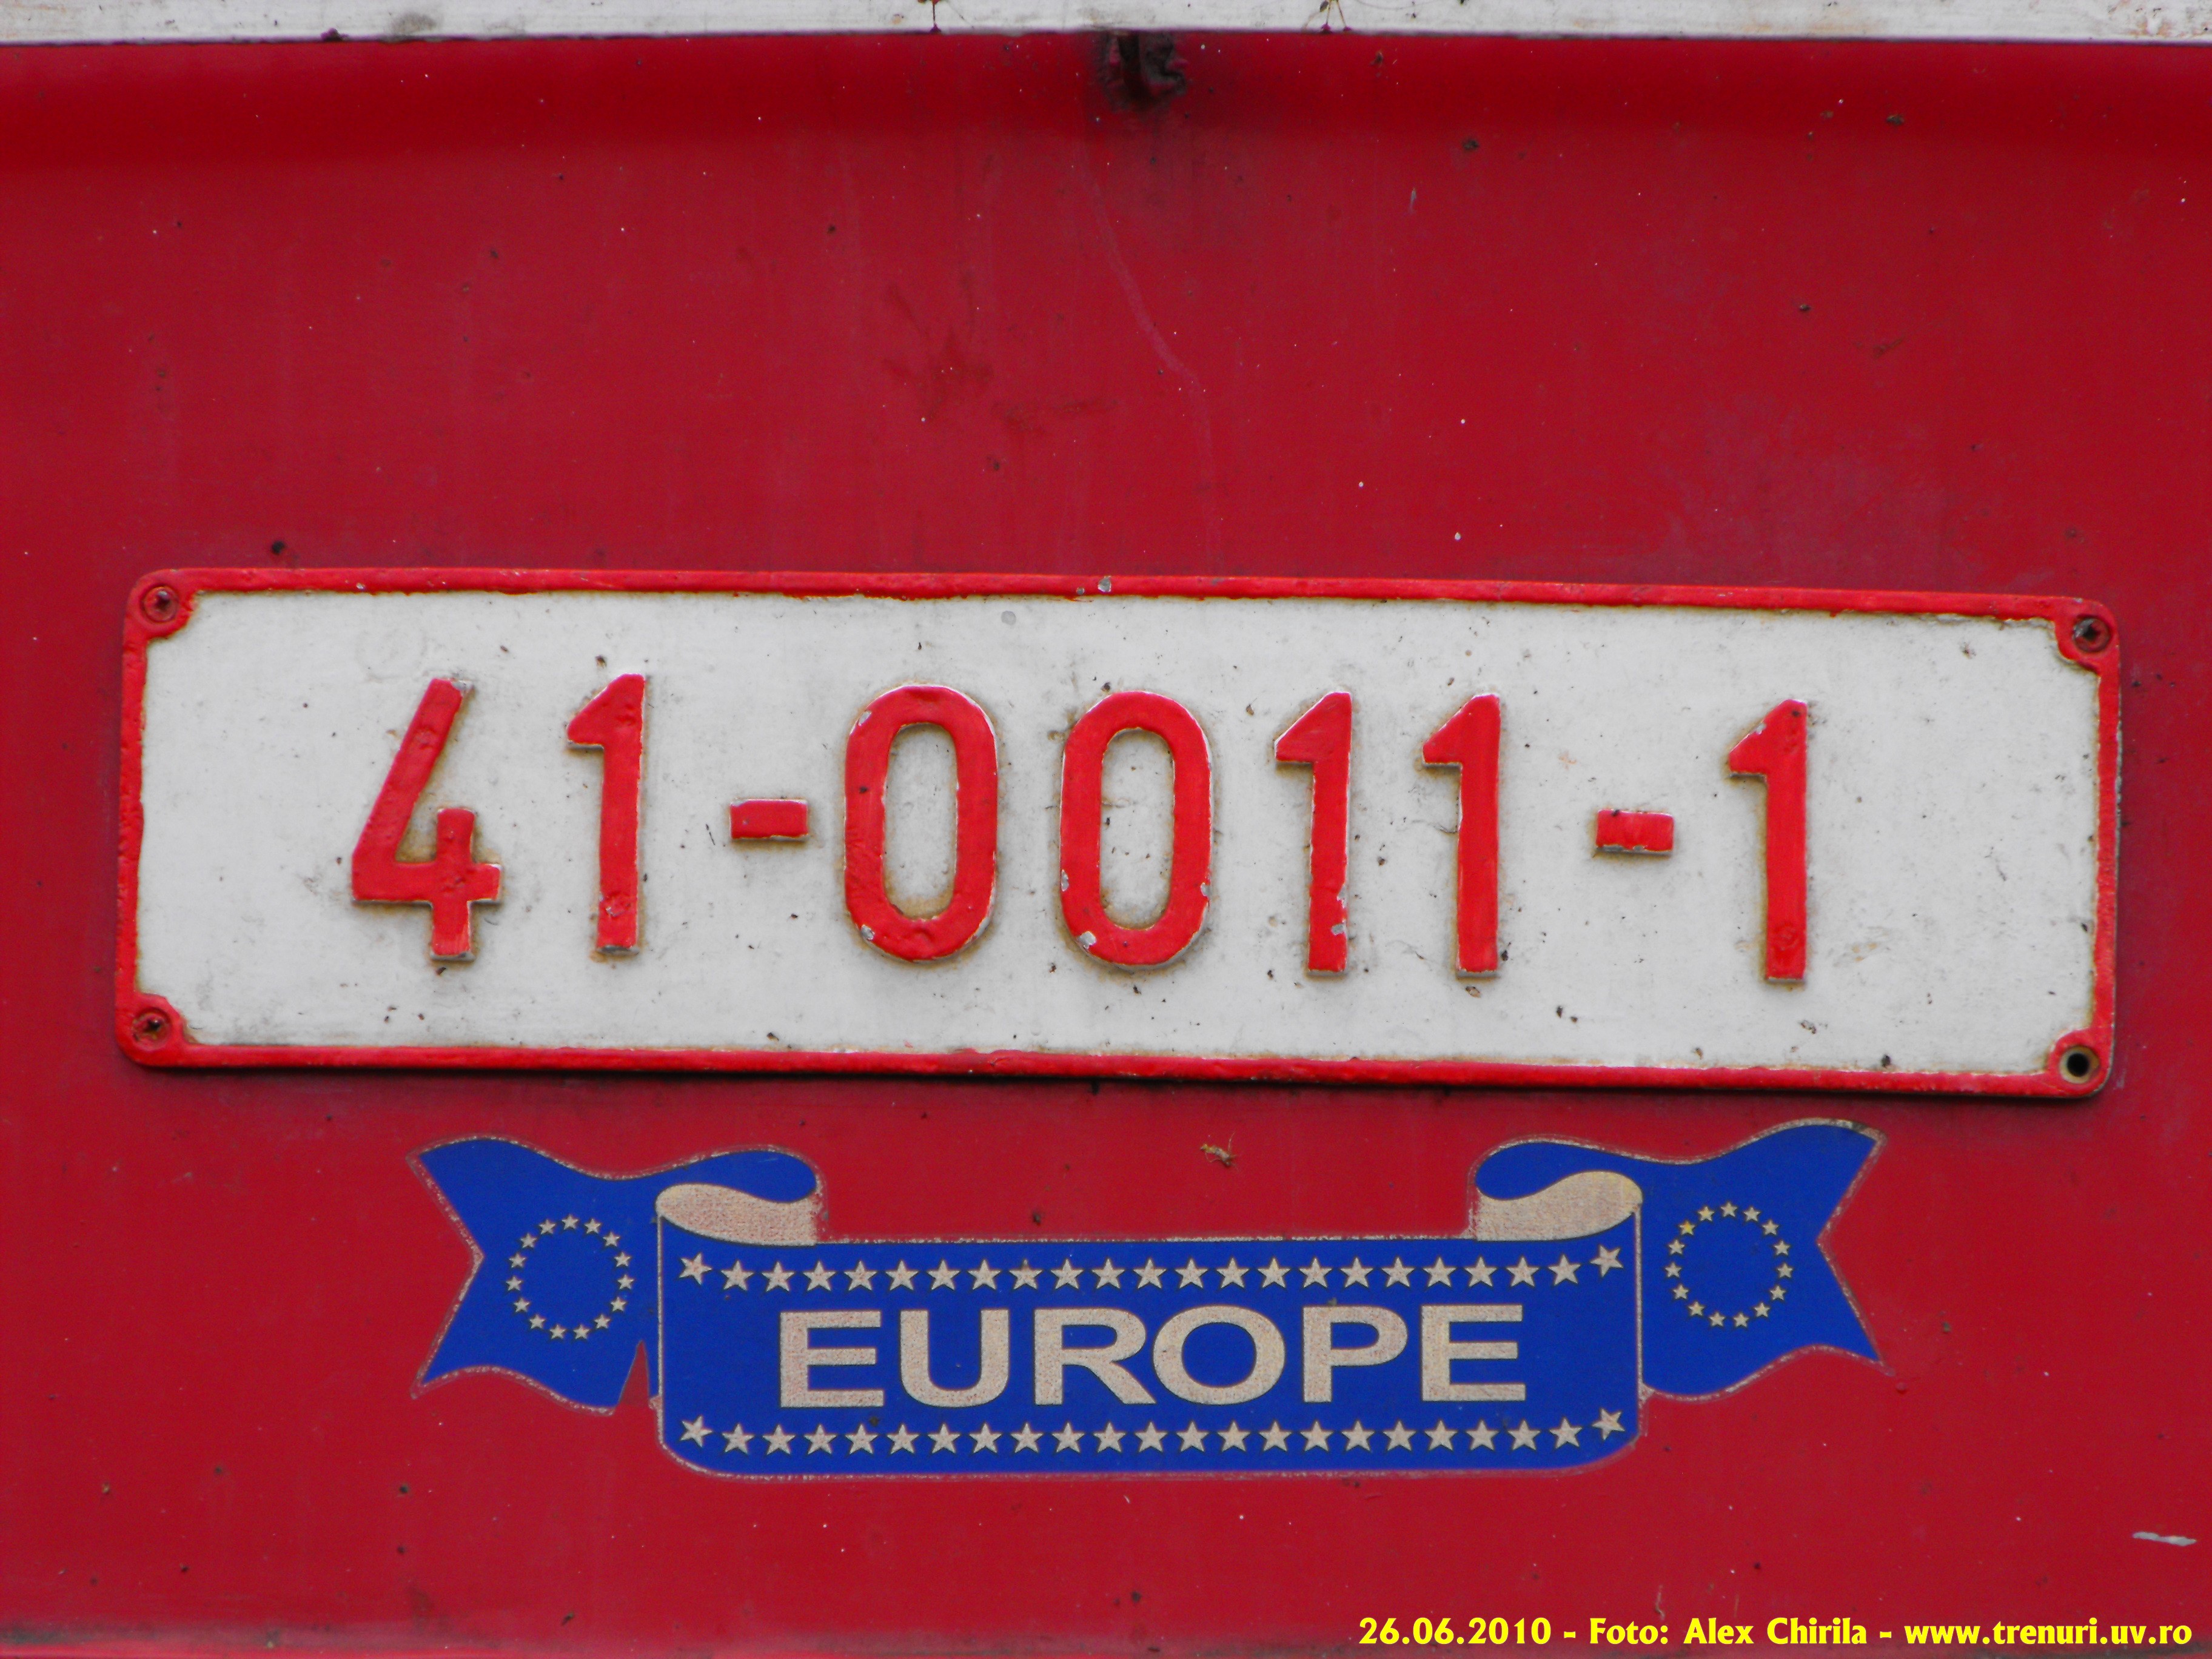 41-0011-1
EUROPE
26.06.2010 - Foto: Alex Chirila - www.trenuri.uv.ro